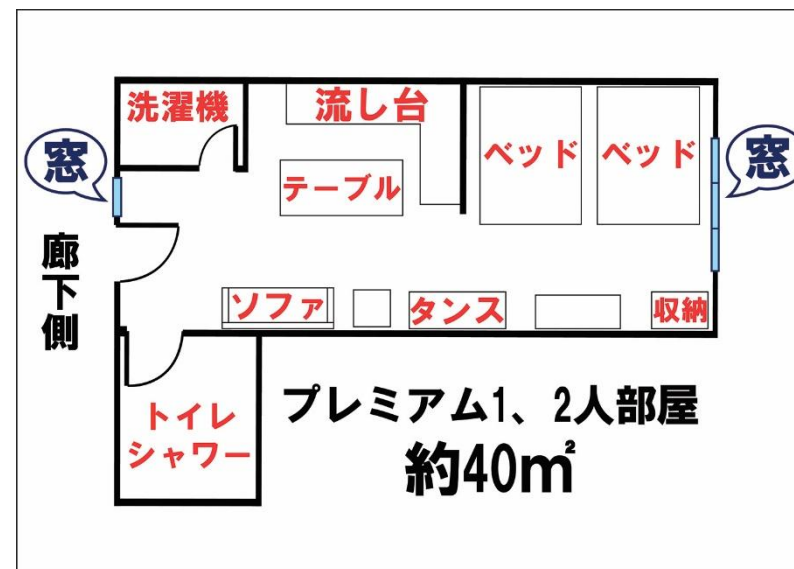 洗濯機
流し台
窓
ベッド
ベッド
窓
テーブル
廊下側
ソファ
タンス
収納
トイレ
シャワー
プレミアム1、2人部屋
約40㎡